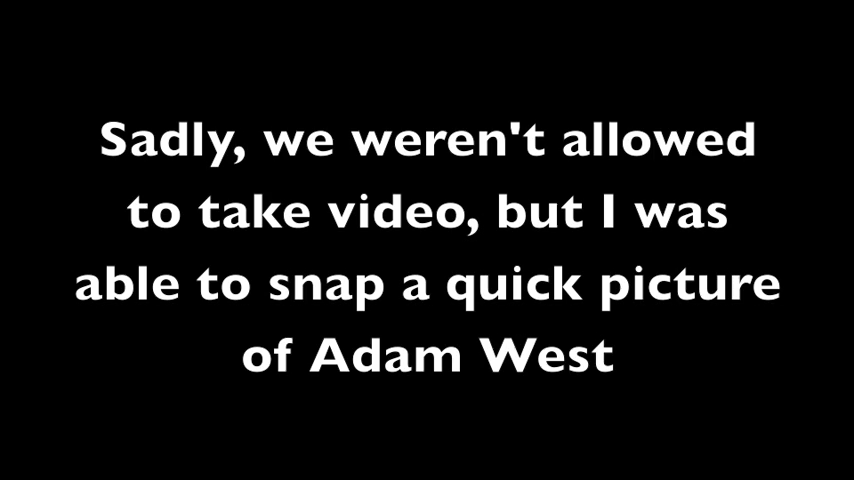 Sadly, we weren't allowed
to take video, but I was
able to snap a quick picture
of Adam West